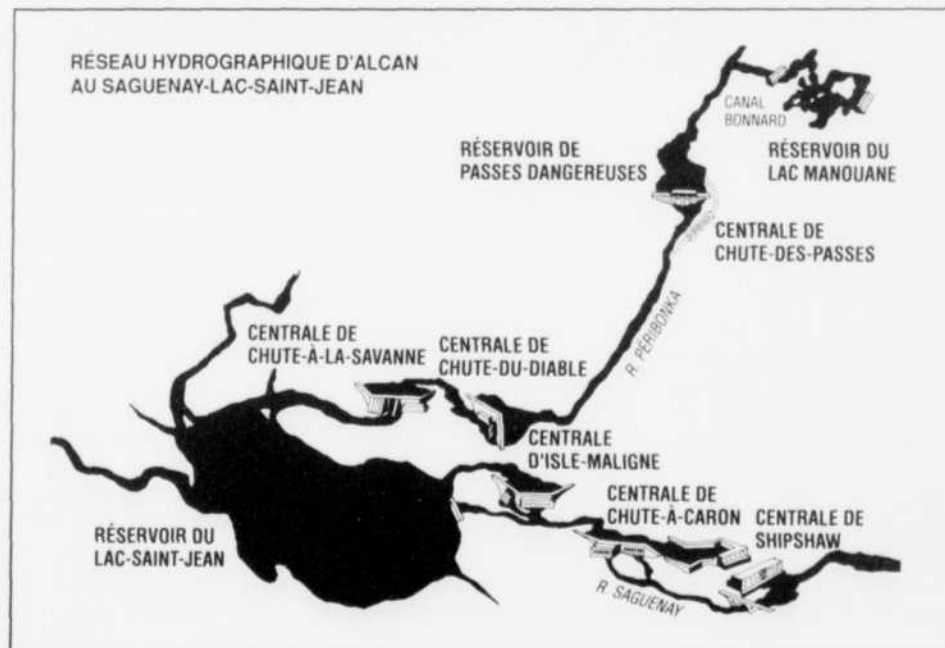 RÉSEAU HYDROGRAPHIQUE D'ALCAN
AU SAGUENAY-LAC-SAINT-JEAN
CANAL
BONNARD
RÉSERVOIR DE
PASSES DANGEREUSES
RÉSERVOIR DU
LAC MANOUANE
CENTRALE DE
CHUTE-DES-PASSES
R. PÉRIBONKA
CENTRALE DE
CHUTE-À-LA-SAVANNE
CENTRALE DE
CHUTE-DU-DIABLE
CENTRALE
D'ISLE-MALIGNE
CENTRALE DE
CHUTE-À-CARON
CENTRALE DE
SHIPSHAW
RÉSERVOIR DU
LAC-SAINT-JEAN
R. SAGUENAY